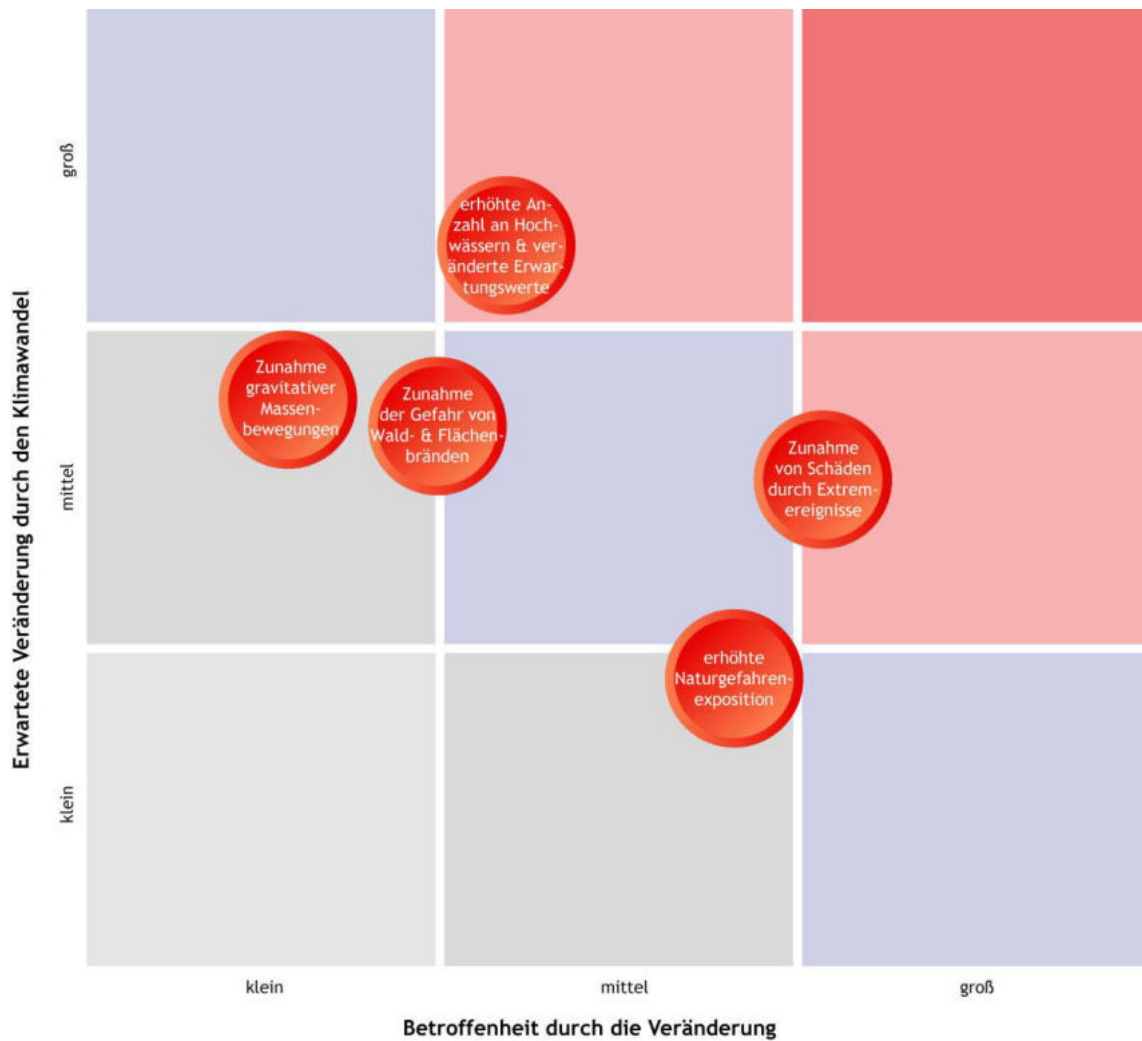 Erwartete Veränderung durch den Klimawandel
groß
mittel
klein
erhöhte An-
zahl an Hoch-
wässern & ver-
änderte Erwar-
tungswerte
Zunahme
gravitativer
Massen-
bewegungen
Zunahme
der Gefahr von
Wald- & Flächen-
bränden
Zunahme
von Schäden
durch Extrem-
ereignisse
erhöhte
Naturgefahren-
exposition
klein
mittel
groß
Betroffenheit durch die Veränderung